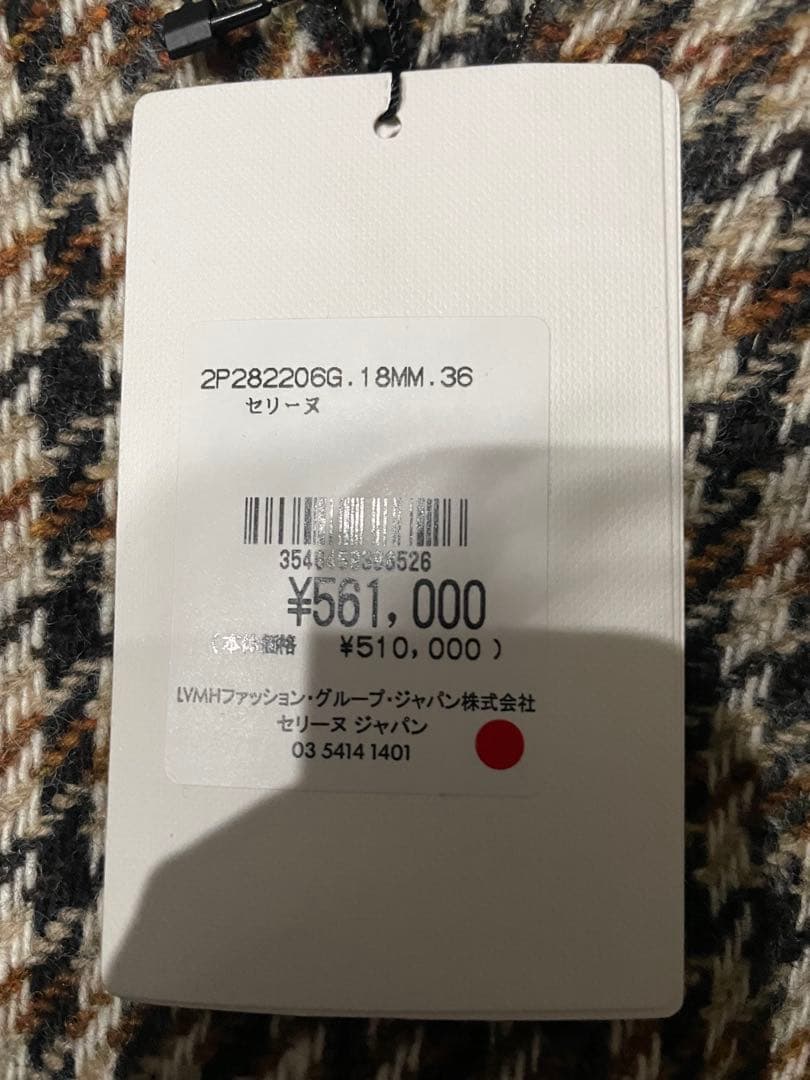 2P282206G.18MM.36
セリーヌ
¥561,000
(本体価格 ¥510,000)
LVMHファッション・グループ・ジャパン株式会社
セリーヌ ジャパン
03 5414 1401